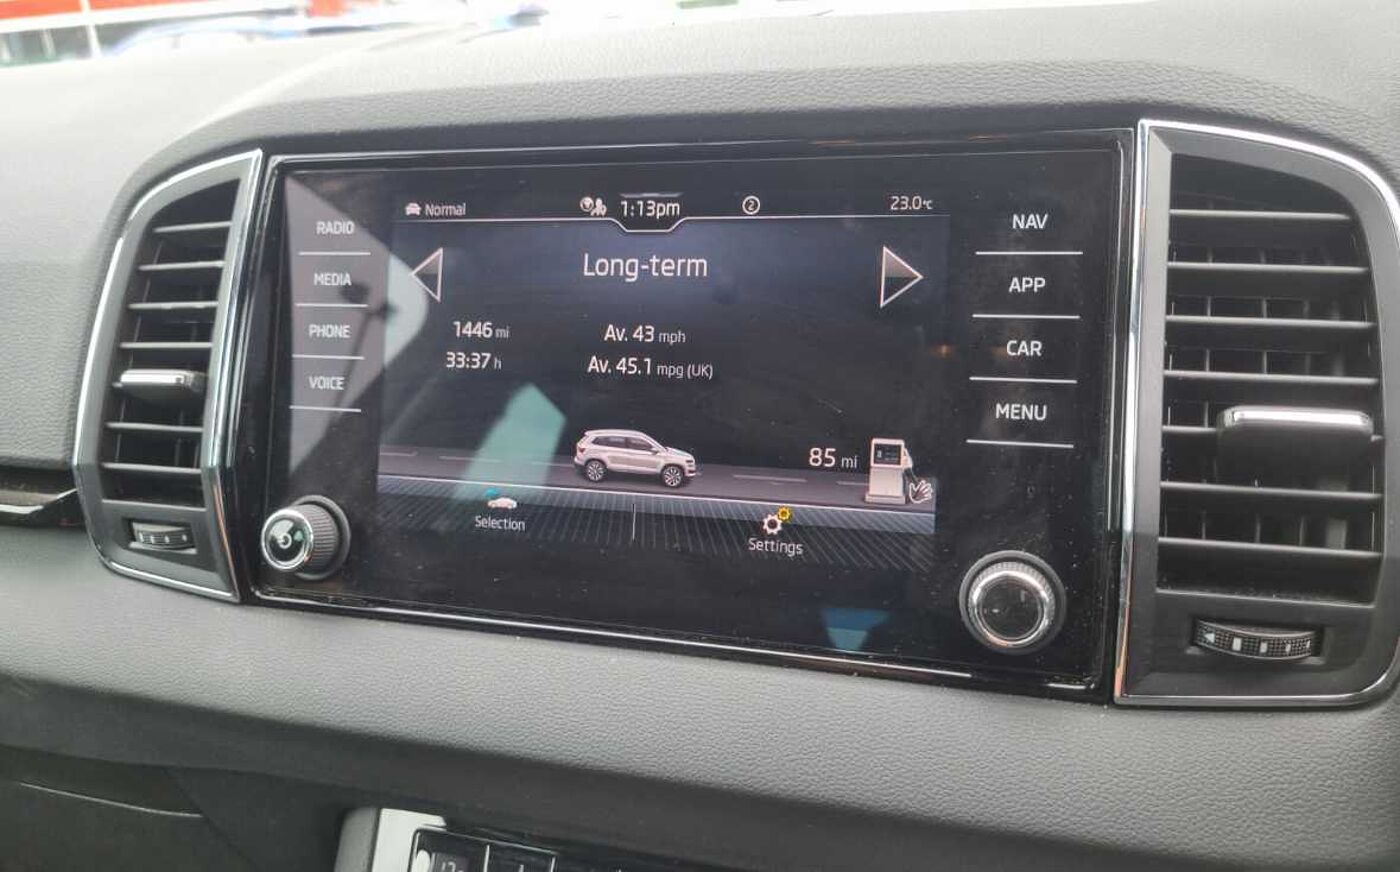 Normal
1:13pm
2
23.0°C
RADIO
MEDIA
PHONE
VOICE
Long-term
1446 mi
33:37 h
Av. 43 mph
Av. 45.1 mpg (UK)
85 mi
Selection
Settings
NAV
APP
CAR
MENU